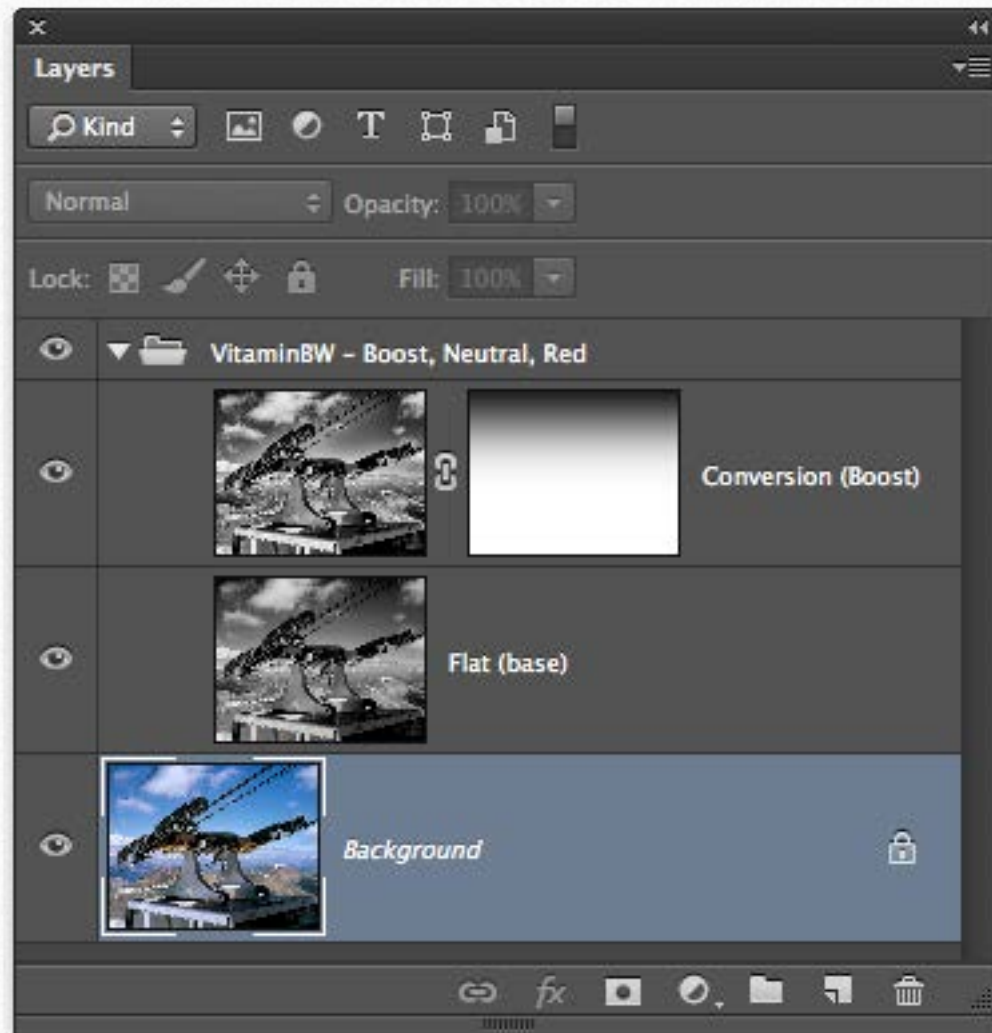 Layers
Kind
Normal Opacity: 100%
Lock: Fill: 100%
VitaminBW – Boost, Neutral, Red
Conversion (Boost)
Flat (base)
Background
fx